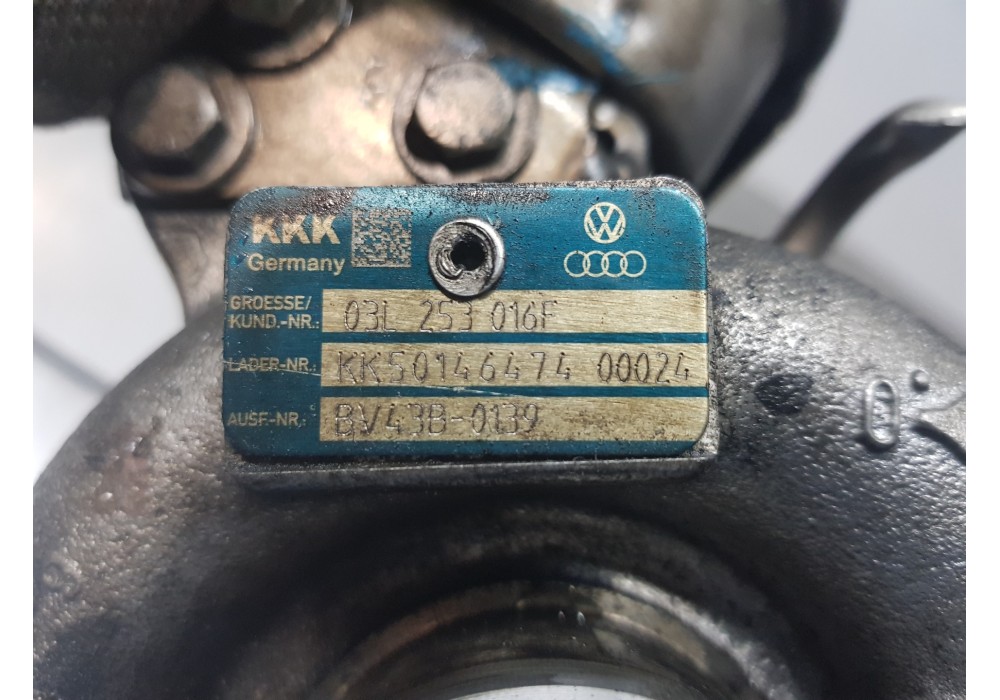 KKK
Germany
GROESSE/
KUND.-NR.: 03L 253 016F
LADER-NR.: KK50146474 00024
AUSF.-NR.: BV43B-0139